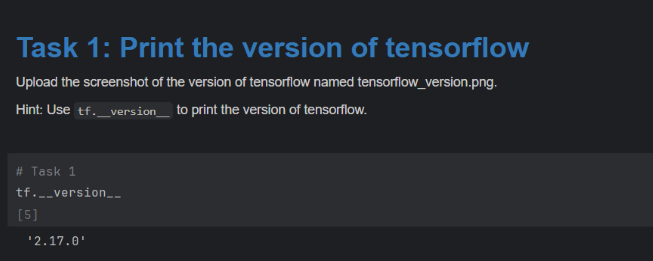 Task 1: Print the version of tensorflow
Upload the screenshot of the version of tensorflow named tensorflow_version.png.
Hint: Use tf.__version__ to print the version of tensorflow.
# Task 1
tf.__version__
[5]
'2.17.0'